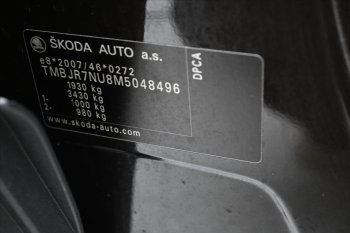 ŠKODA AUTO a.s.
e8*2007/46*0272
TMBJR7NU8M5048496
1930 kg
3430 kg
1- 1000 kg
2- 980 kg
www.skoda-auto.com
DPCA